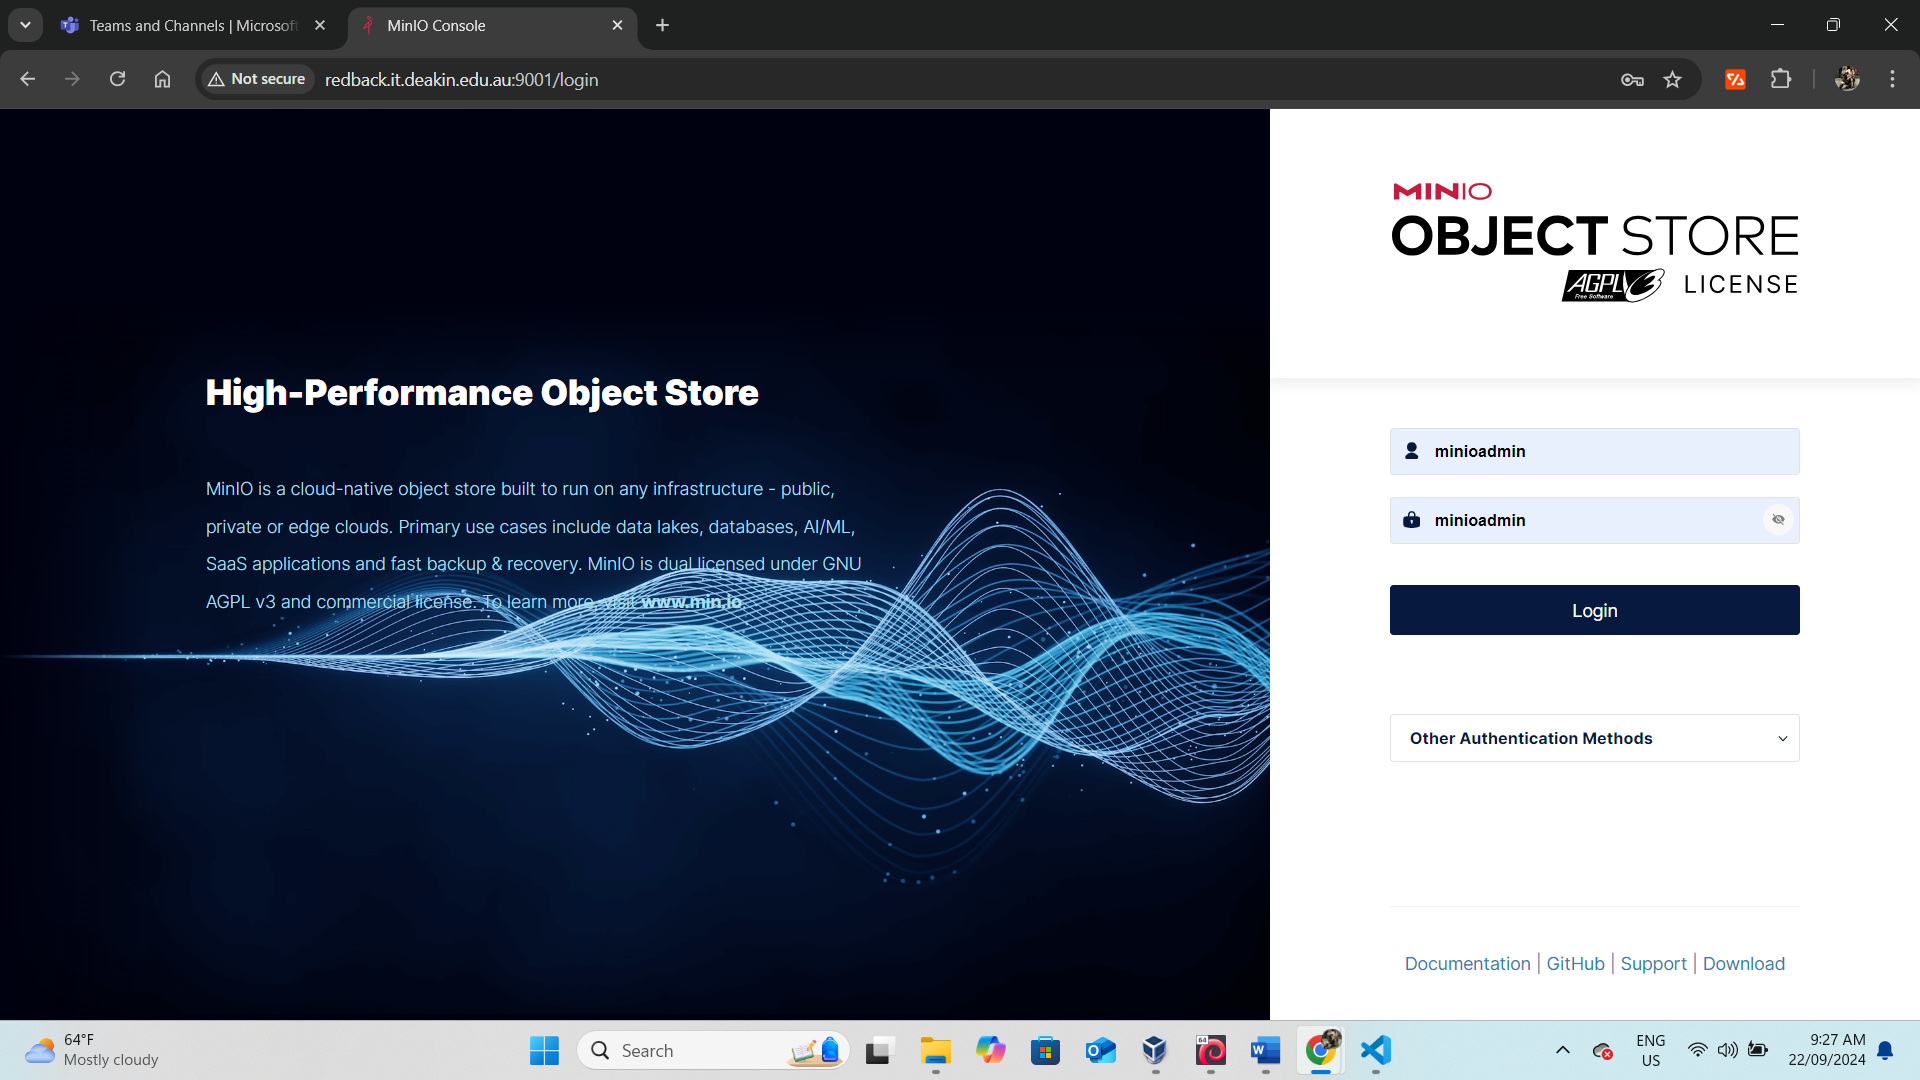 Teams and Channels | Microsoft
MinIO Console
Not secure
redback.it.deakin.edu.au:9001/login
MINIO
OBJECT STORE
AGPL v3
Free Software
LICENSE
High-Performance Object Store
MinIO is a cloud-native object store built to run on any infrastructure - public,
private or edge clouds. Primary use cases include data lakes, databases, AI/ML,
SaaS applications and fast backup & recovery. MinIO is dual licensed under GNU
AGPL v3 and commercial license. To learn more, visit www.min.io.
minioadmin
minioadmin
Login
Other Authentication Methods
Documentation | GitHub | Support | Download
64°F
Mostly cloudy
Search
64
W
ENG
US
9:27 AM
22/09/2024